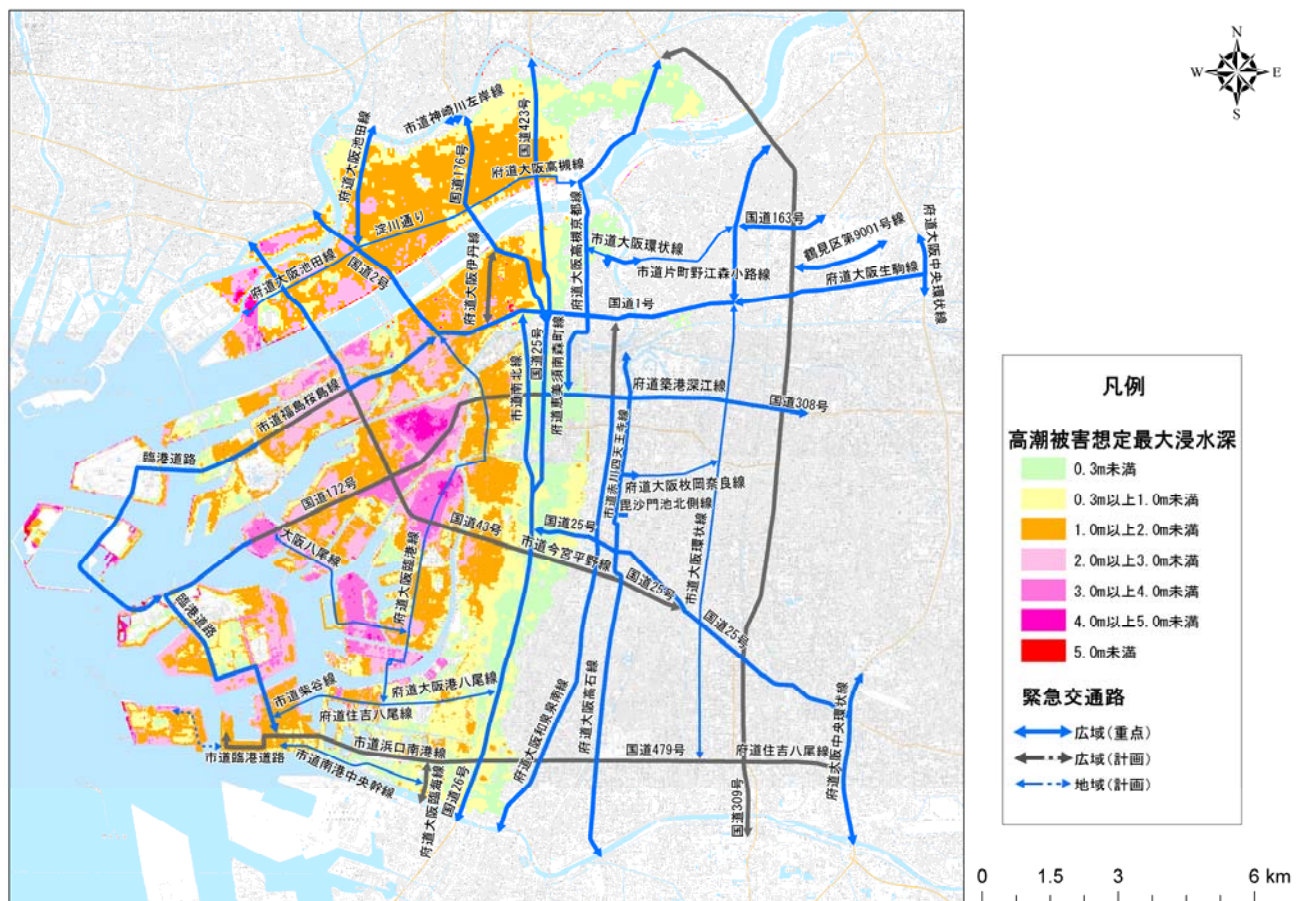 市道神崎川左岸線
国道423号
府道大阪池田線
国道176号
府道大阪高槻線
淀川通り
府道大阪池田線
国道2号
府道大阪伊丹線
府道大阪高槻京都線
市道大阪環状線
国道163号
鶴見区第9001号線
府道大阪中央環状線
市道片町野江森小路線
府道大阪生駒線
国道1号
市道南北線
国道25号
府道恵美須南森町線
府道築港深江線
国道308号
市道福島桜島線
臨港道路
国道172号
市道赤川四天王寺線
府道大阪枚岡奈良線
毘沙門池北側線
国道43号
国道25号
市道今宮平野線
国道25号
国道25号
市道大阪環状線
大阪八尾線
府道大阪臨港線
臨港道路
市道柴谷線
府道大阪港八尾線
府道住吉八尾線
市道浜口南港線
市道臨港道路
市道南港中央幹線
府道大阪臨海線
国道26号
府道大阪和泉泉南線
府道大阪高石線
国道479号
府道住吉八尾線
国道309号
府道大阪中央環状線
N
W
E
S
凡例
高潮被害想定最大浸水深
0.3m未満
0.3m以上1.0m未満
1.0m以上2.0m未満
2.0m以上3.0m未満
3.0m以上4.0m未満
4.0m以上5.0m未満
5.0m未満
緊急交通路
広域(重点)
広域(計画)
地域(計画)
0 1.5 3 6 km